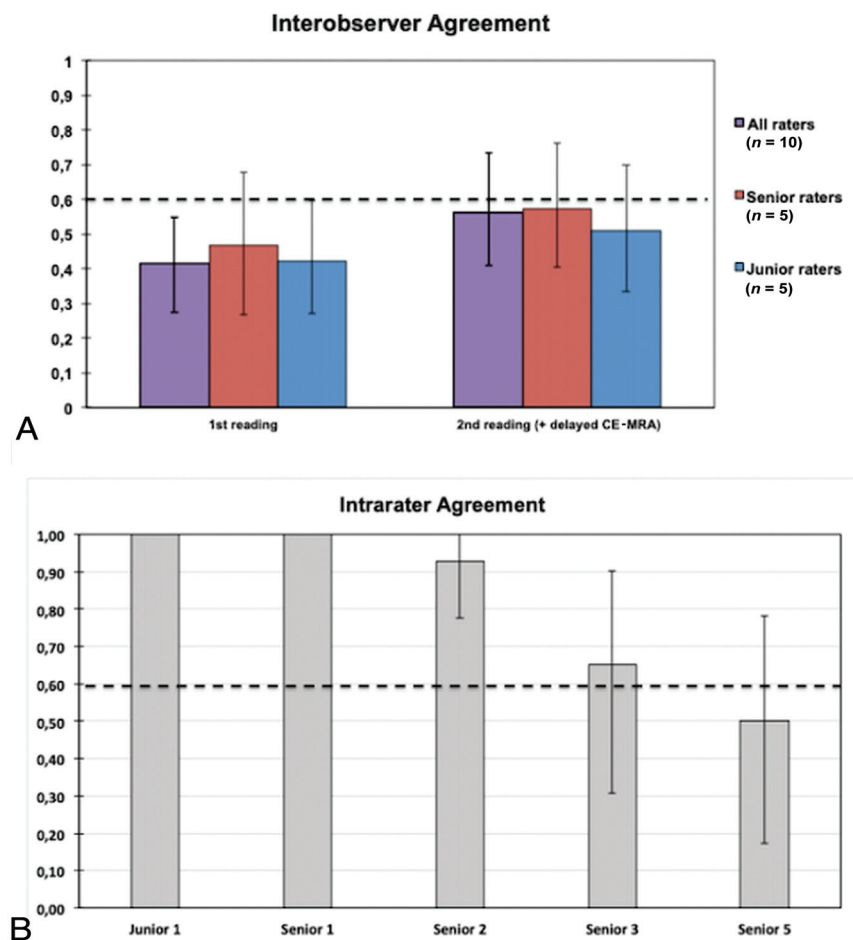 Interobserver Agreement
1
0,9
0,8
0,7
0,6
0,5
0,4
0,3
0,2
0,1
0
1st reading
2nd reading (+ delayed CE-MRA)
All raters
(n = 10)
Senior raters
(n = 5)
Junior raters
(n = 5)
A
Intrarater Agreement
1,00
0,90
0,80
0,70
0,60
0,50
0,40
0,30
0,20
0,10
0,00
Junior 1
Senior 1
Senior 2
Senior 3
Senior 5
B